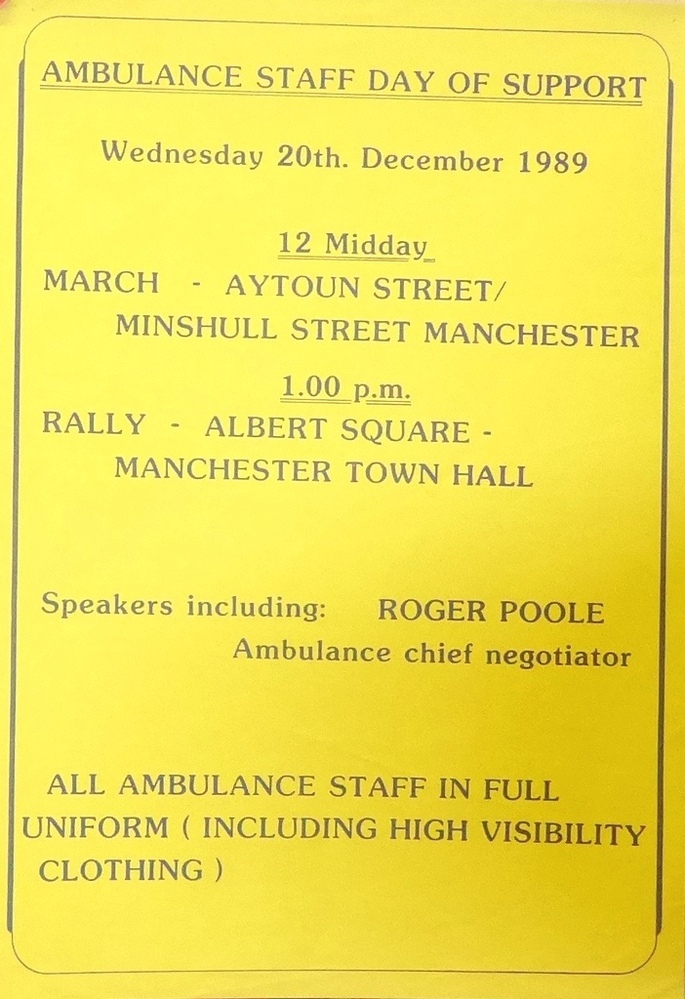 AMBULANCE STAFF DAY OF SUPPORT
Wednesday 20th. December 1989
12 Midday
MARCH - AYTOUN STREET/
MINSHULL STREET MANCHESTER
1.00 p.m.
RALLY - ALBERT SQUARE -
MANCHESTER TOWN HALL
Speakers including: ROGER POOLE
Ambulance chief negotiator
ALL AMBULANCE STAFF IN FULL
UNIFORM ( INCLUDING HIGH VISIBILITY
CLOTHING )